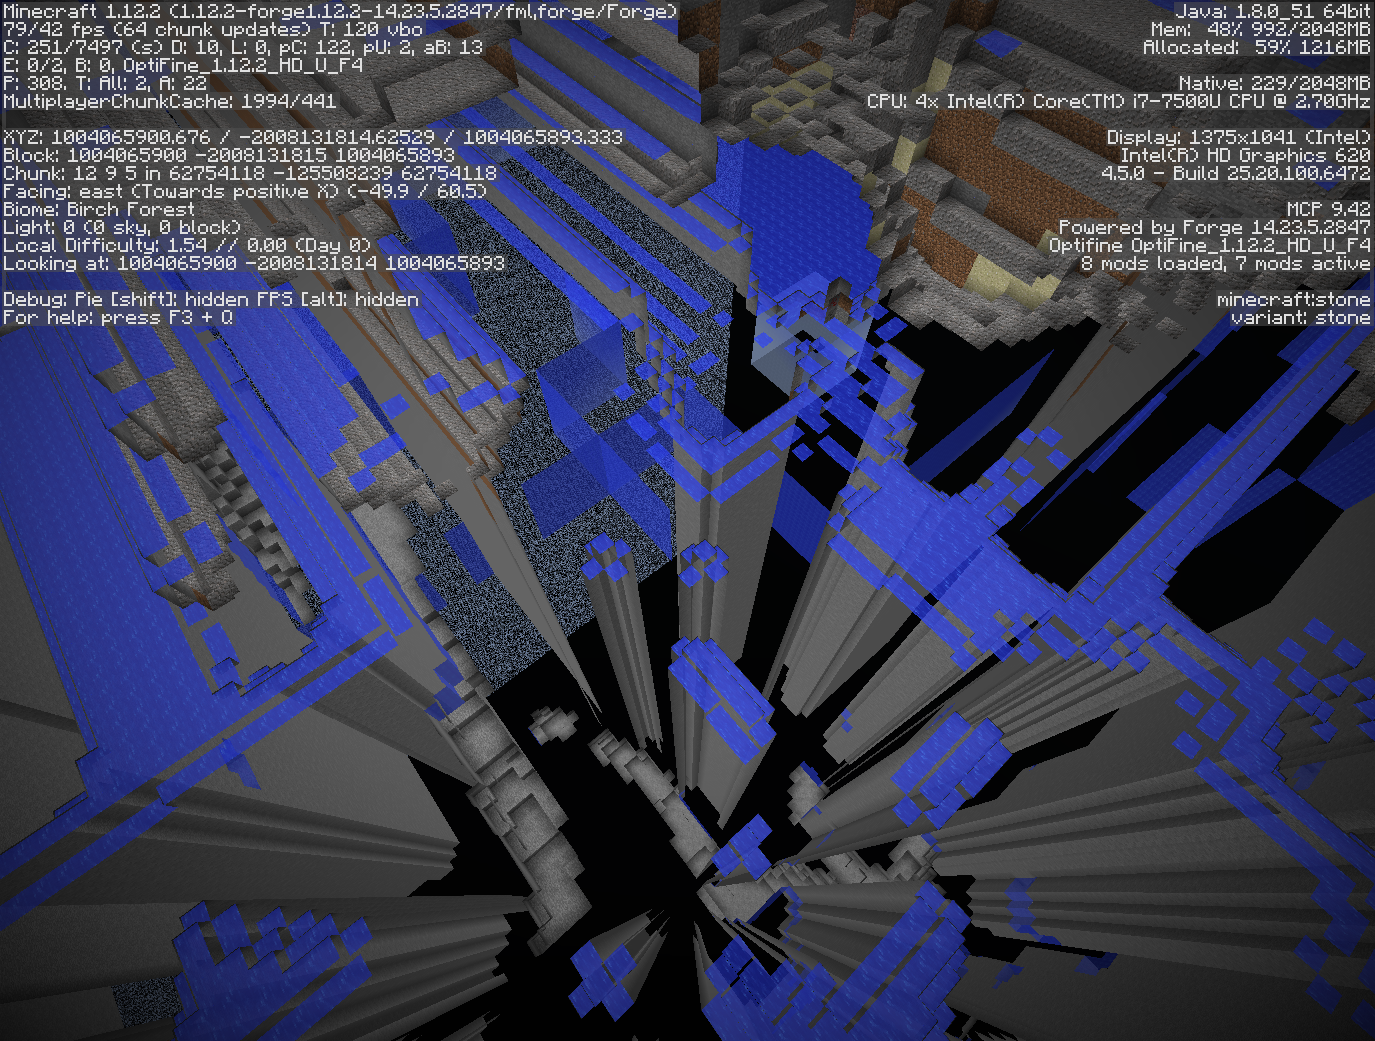 Minecraft 1.12.2 (1.12.2-forge1.12.2-14.23.5.2847/fml,forge/Forge)
79/42 fps (64 chunk updates) T: 120 vbo
C: 251/7497 (s) D: 10, L: 0, pC: 122, pU: 2, aB: 13
E: 0/2, B: 0, OptiFine_1.12.2_HD_U_F4
P: 308. T: All: 2, A: 22
MultiplayerChunkCache: 1994/441
XYZ: 1004065900.676 / -2008131814.62529 / 1004065893.333
Block: 1004065900 -2008131815 1004065893
Chunk: 12 9 5 in 62754118 -125508239 62754118
Facing: east (Towards positive X) (-49.9 / 60.5)
Biome: Birch Forest
Light: 0 (0 sky, 0 block)
Local Difficulty: 1.54 // 0.00 (Day 0)
Looking at: 1004065900 -2008131814 1004065893
Debug: Pie [shift]: hidden FPS [alt]: hidden
For help: press F3 + Q
Java: 1.8.0_51 64bit
Mem: 48% 992/2048MB
Allocated: 59% 1216MB
Native: 229/2048MB
CPU: 4x Intel(R) Core(TM) i7-7500U CPU @ 2.70GHz
Display: 1375x1041 (Intel)
Intel(R) HD Graphics 620
4.5.0 - Build 25.20.100.6472
MCP 9.42
Powered by Forge 14.23.5.2847
Optifine OptiFine_1.12.2_HD_U_F4
8 mods loaded, 7 mods active
minecraft:stone
variant: stone